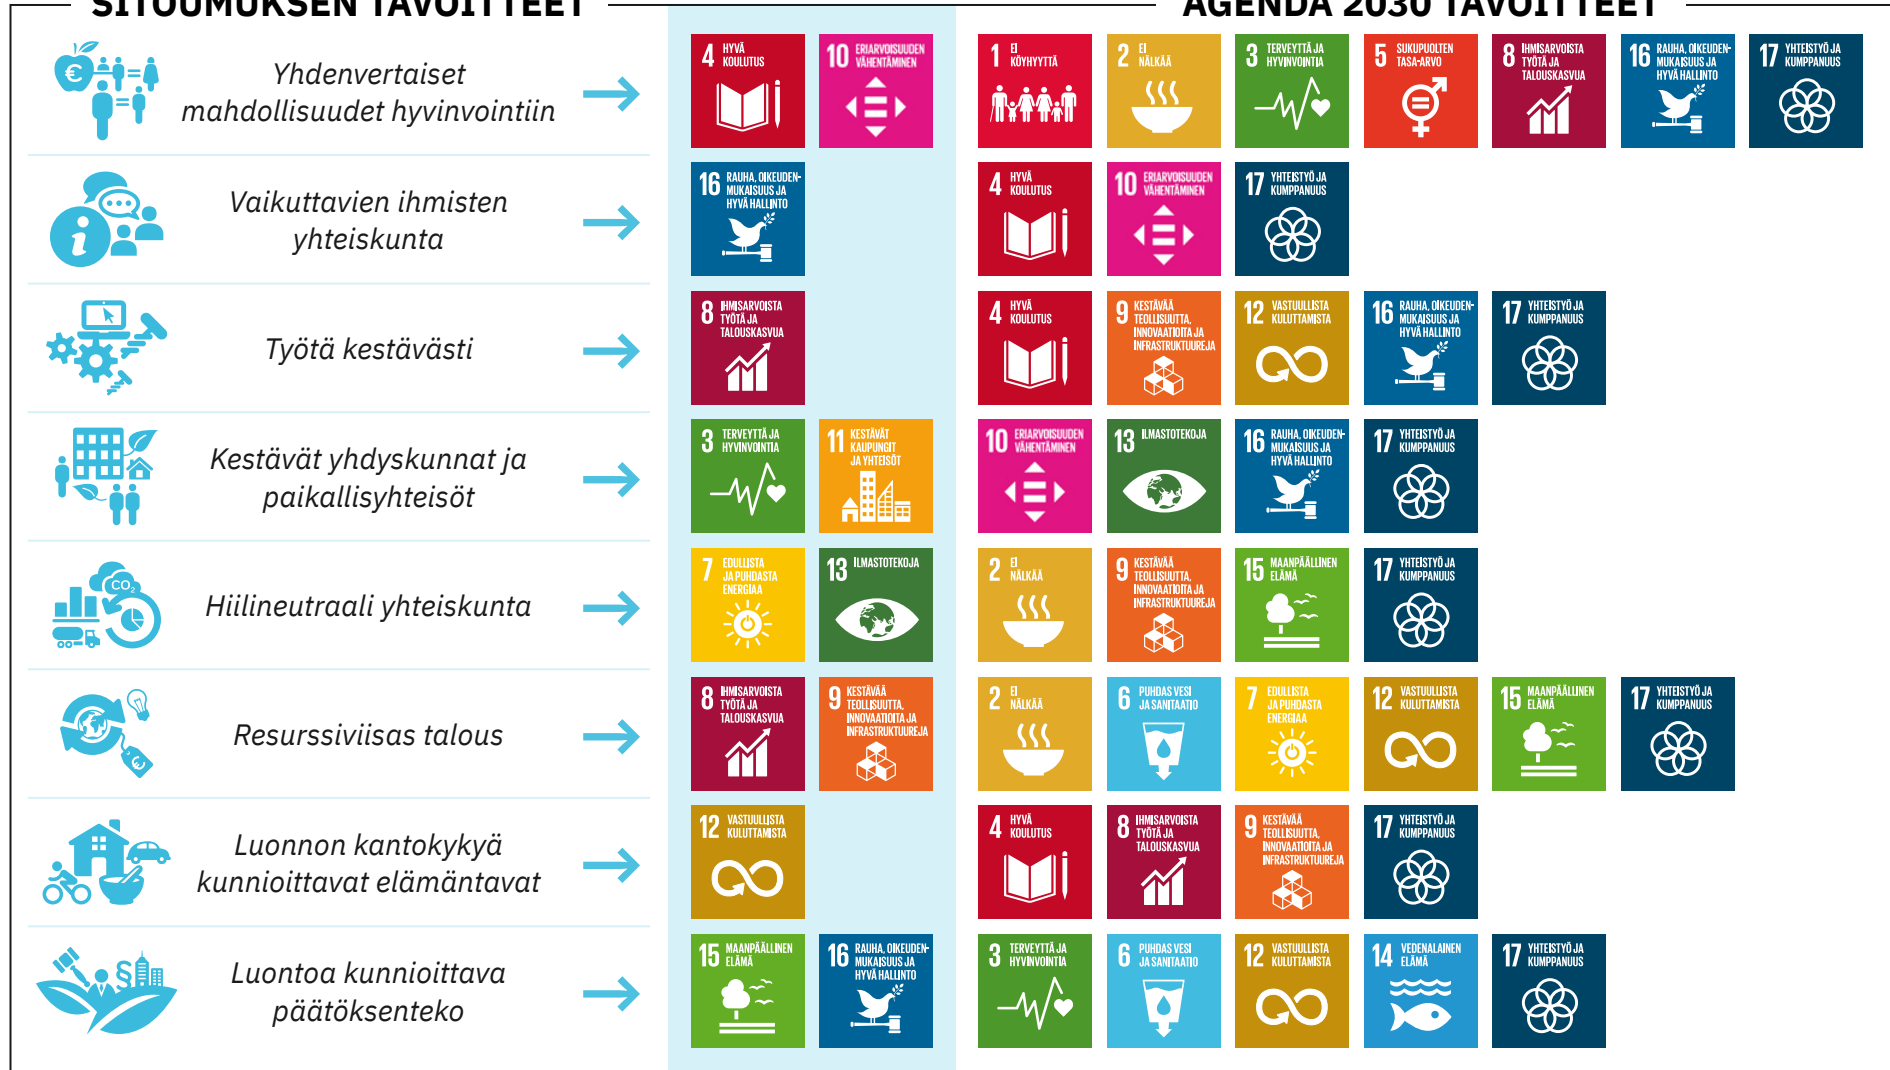 SITOUMUKSEN TAVOITTEET
AGENDA 2030 TAVOITTEET
€
Yhdenvertaiset
mahdollisuudet hyvinvointiin
4 HYVÄ
KOULUTUS
10 ERIARVOISUUDEN
VÄHENTÄMINEN
1 EI
KÖYHYYTTÄ
2 EI
NÄLKÄÄ
3 TERVEYTTÄ JA
HYVINVOINTIA
5 SUKUPUOLTEN
TASA-ARVO
8 IHMISARVOISTA
TYÖTÄ JA
TALOUSKASVUA
16 RAUHA, OIKEUDEN-
MUKAISUUS JA
HYVÄ HALLINTO
17 YHTEISTYÖ JA
KUMPPANUUS
i
Vaikuttavien ihmisten
yhteiskunta
16 RAUHA, OIKEUDEN-
MUKAISUUS JA
HYVÄ HALLINTO
4 HYVÄ
KOULUTUS
10 ERIARVOISUUDEN
VÄHENTÄMINEN
17 YHTEISTYÖ JA
KUMPPANUUS
Työtä kestävästi
8 IHMISARVOISTA
TYÖTÄ JA
TALOUSKASVUA
4 HYVÄ
KOULUTUS
9 KESTÄVÄÄ
TEOLLISUUTTA,
INNOVAATIOITA JA
INFRASTRUKTUUREJA
12 VASTUULLISTA
KULUTTAMISTA
16 RAUHA, OIKEUDEN-
MUKAISUUS JA
HYVÄ HALLINTO
17 YHTEISTYÖ JA
KUMPPANUUS
Kestävät yhdyskunnat ja
paikallisyhteisöt
3 TERVEYTTÄ JA
HYVINVOINTIA
11 KESTÄVÄT
KAUPUNGIT
JA YHTEISÖT
10 ERIARVOISUUDEN
VÄHENTÄMINEN
13 ILMASTOTEKOJA
16 RAUHA, OIKEUDEN-
MUKAISUUS JA
HYVÄ HALLINTO
17 YHTEISTYÖ JA
KUMPPANUUS
CO2
Hiilineutraali yhteiskunta
7 EDULLISTA
JA PUHDASTA
ENERGIAA
13 ILMASTOTEKOJA
2 EI
NÄLKÄÄ
9 KESTÄVÄÄ
TEOLLISUUTTA,
INNOVAATIOITA JA
INFRASTRUKTUUREJA
15 MAANPÄÄLLINEN
ELÄMÄ
17 YHTEISTYÖ JA
KUMPPANUUS
€
Resurssiviisas talous
8 IHMISARVOISTA
TYÖTÄ JA
TALOUSKASVUA
9 KESTÄVÄÄ
TEOLLISUUTTA,
INNOVAATIOITA JA
INFRASTRUKTUUREJA
2 EI
NÄLKÄÄ
6 PUHDAS VESI
JA SANITAATIO
7 EDULLISTA
JA PUHDASTA
ENERGIAA
12 VASTUULLISTA
KULUTTAMISTA
15 MAANPÄÄLLINEN
ELÄMÄ
17 YHTEISTYÖ JA
KUMPPANUUS
Luonnon kantokykyä
kunnioittavat elämäntavat
12 VASTUULLISTA
KULUTTAMISTA
4 HYVÄ
KOULUTUS
8 IHMISARVOISTA
TYÖTÄ JA
TALOUSKASVUA
9 KESTÄVÄÄ
TEOLLISUUTTA,
INNOVAATIOITA JA
INFRASTRUKTUUREJA
17 YHTEISTYÖ JA
KUMPPANUUS
§
Luontoa kunnioittava
päätöksenteko
15 MAANPÄÄLLINEN
ELÄMÄ
16 RAUHA, OIKEUDEN-
MUKAISUUS JA
HYVÄ HALLINTO
3 TERVEYTTÄ JA
HYVINVOINTIA
6 PUHDAS VESI
JA SANITAATIO
12 VASTUULLISTA
KULUTTAMISTA
14 VEDENALAINEN
ELÄMÄ
17 YHTEISTYÖ JA
KUMPPANUUS